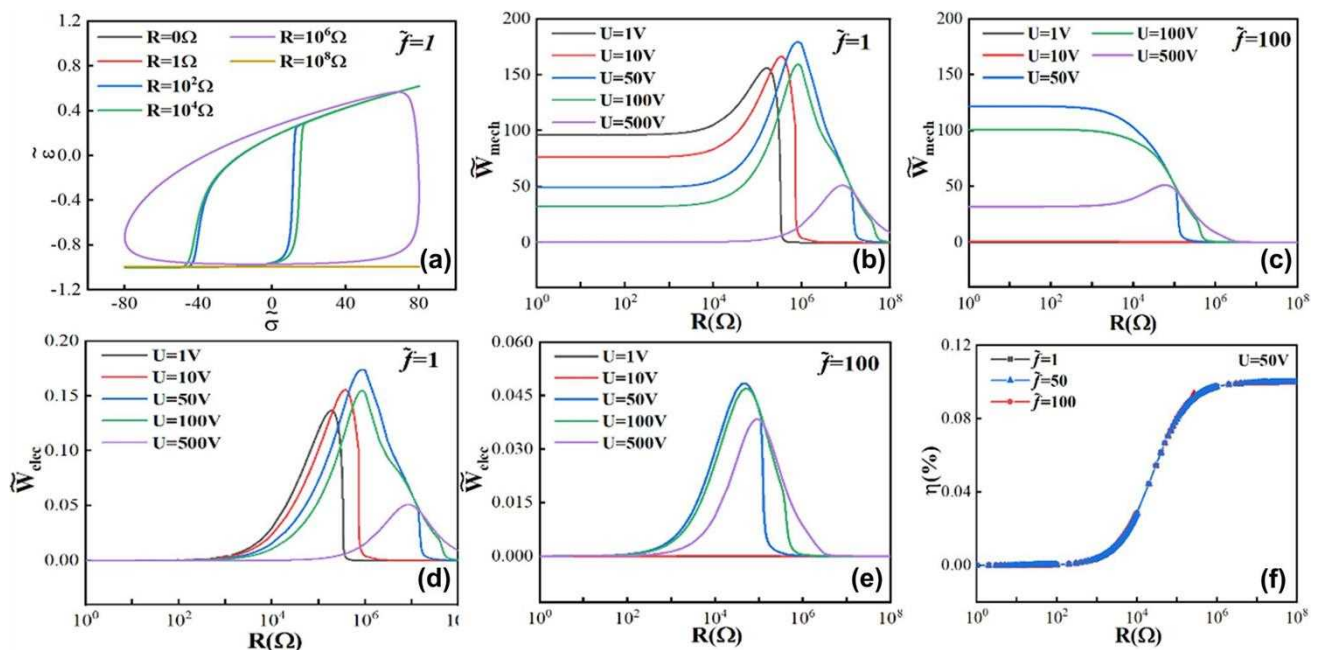 R=0Ω
R=1Ω
R=10²Ω
R=10⁴Ω
R=10⁶Ω
R=10⁸Ω
f̃=1
1.2
0.6
0.0
-0.6
-1.2
ε̃
-80
-40
0
40
80
σ̃
(a)
U=1V
U=10V
U=50V
U=100V
U=500V
f̃=1
200
150
100
50
0
W̃mech
10⁰
10²
10⁴
10⁶
10⁸
R(Ω)
(b)
U=1V
U=10V
U=50V
U=100V
U=500V
f̃=100
200
150
100
50
0
W̃mech
10⁰
10²
10⁴
10⁶
10⁸
R(Ω)
(c)
U=1V
U=10V
U=50V
U=100V
U=500V
f̃=1
0.20
0.15
0.10
0.05
0.00
W̃elec
10⁰
10²
10⁴
10⁶
R(Ω)
(d)
U=1V
U=10V
U=50V
U=100V
U=500V
f̃=100
0.060
0.045
0.030
0.015
0.000
W̃elec
10⁰
10²
10⁴
10⁶
10⁸
R(Ω)
(e)
f̃=1
f̃=50
f̃=100
U=50V
0.12
0.08
0.04
0.00
η(%)
10⁰
10²
10⁴
10⁶
10⁸
R(Ω)
(f)